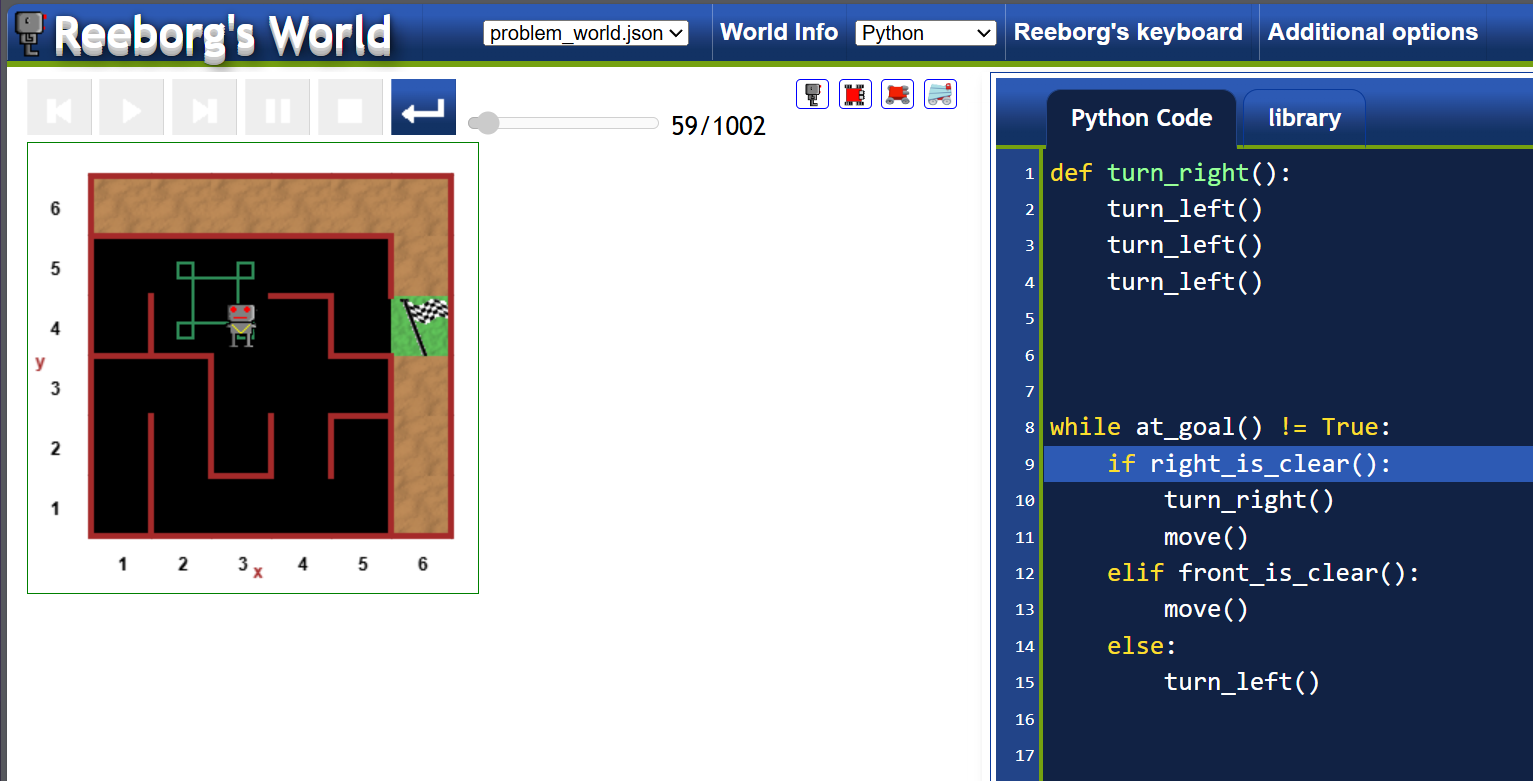 Reeborg's World
problem_world.json
World Info
Python
Reeborg's keyboard
Additional options
59/1002
Python Code
library
6
5
4
y
3
2
1
1 2 3 x 4 5 6
1 def turn_right():
2 turn_left()
3 turn_left()
4 turn_left()
5
6
7
8 while at_goal() != True:
9 if right_is_clear():
10 turn_right()
11 move()
12 elif front_is_clear():
13 move()
14 else:
15 turn_left()
16
17